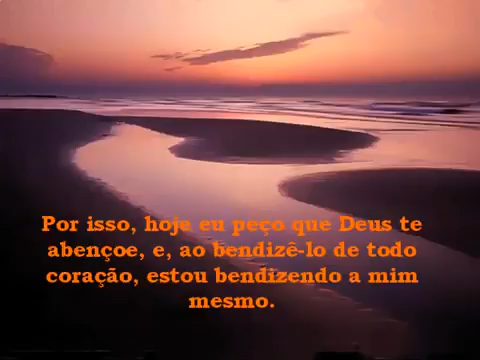 Por isso, hoje eu peço que Deus te
abençoe, e, ao bendizê-lo de todo
coração, estou bendizendo a mim
mesmo.